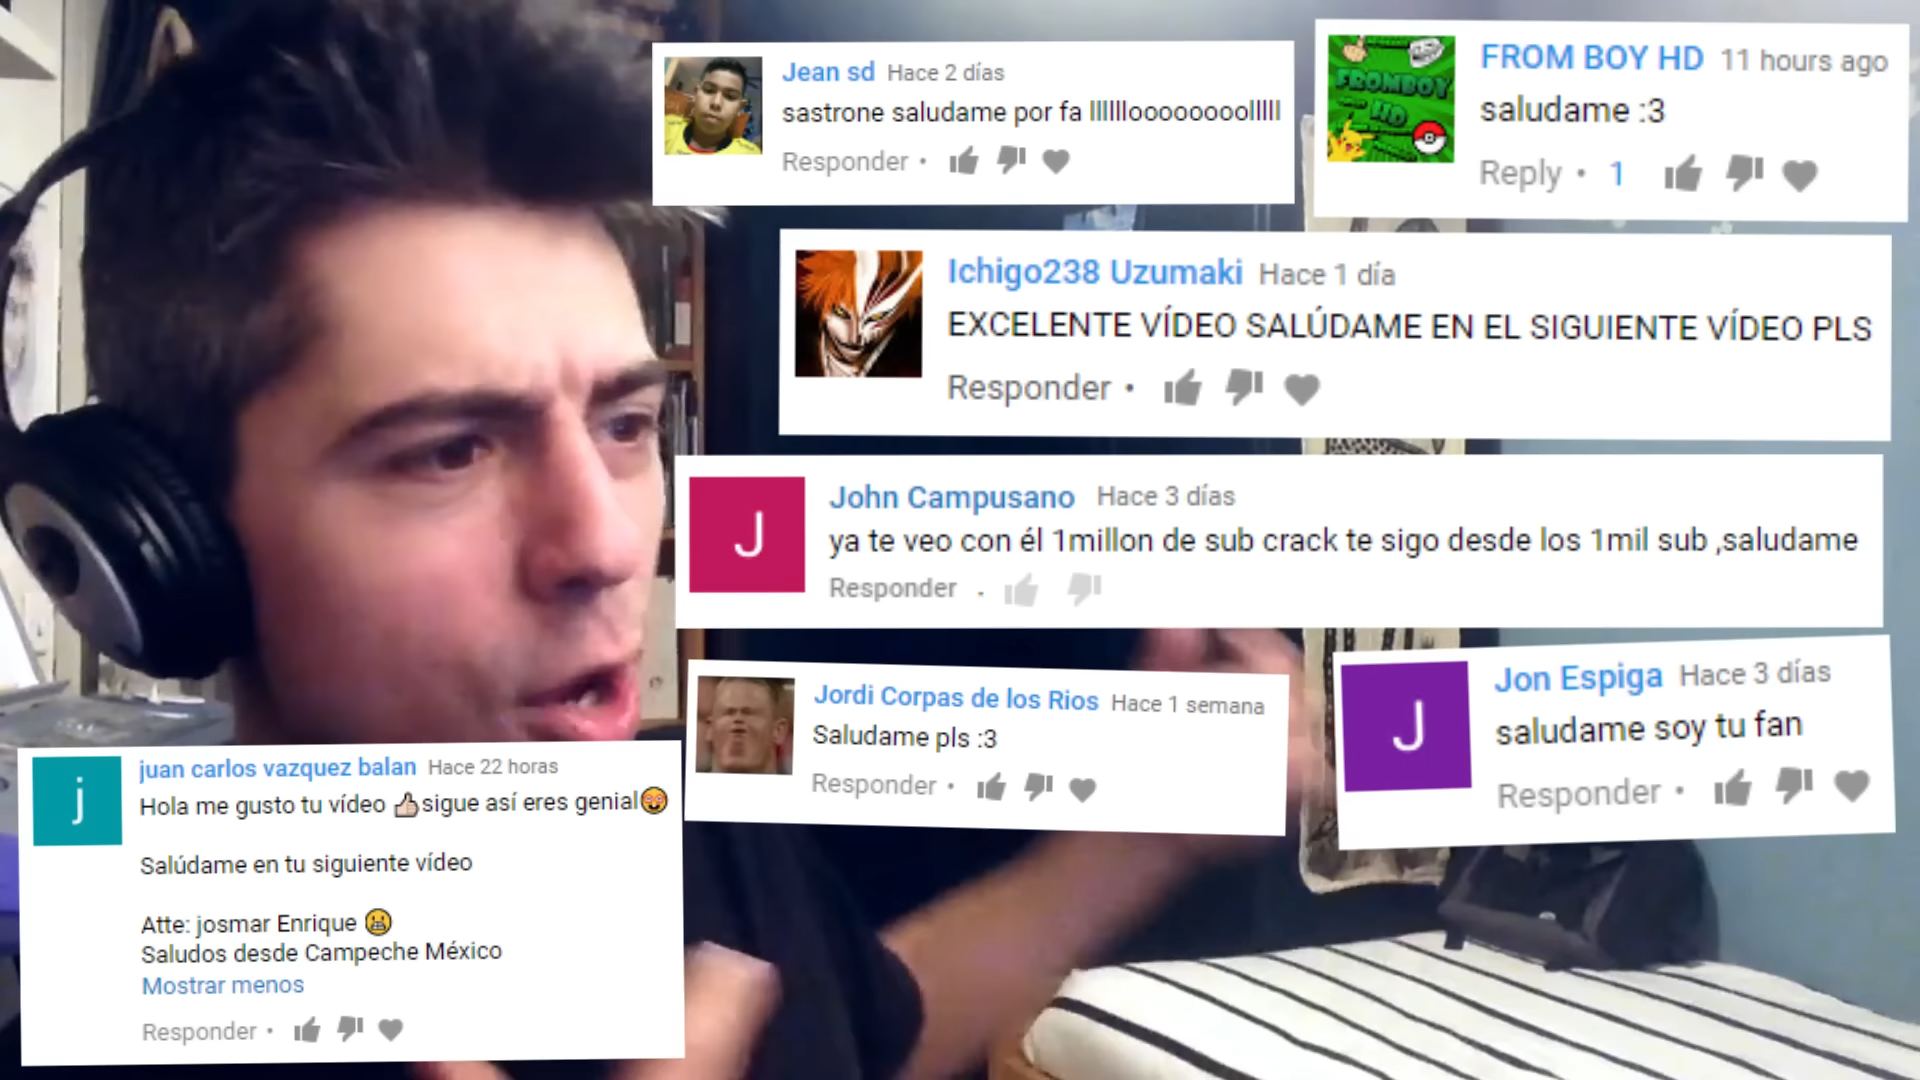 Jean sd Hace 2 días
sastrone saludame por fa lllllloooooooolllll
Responder •
FROMBOY
HD
FROM BOY HD 11 hours ago
saludame :3
Reply • 1
Ichigo238 Uzumaki Hace 1 día
EXCELENTE VÍDEO SALÚDAME EN EL SIGUIENTE VÍDEO PLS
Responder •
J
John Campusano Hace 3 días
ya te veo con él 1millon de sub crack te sigo desde los 1mil sub ,saludame
Responder .
Jordi Corpas de los Rios Hace 1 semana
Saludame pls :3
Responder •
J
Jon Espiga Hace 3 días
saludame soy tu fan
Responder •
j
juan carlos vazquez balan Hace 22 horas
Hola me gusto tu vídeo 👍sigue así eres genial😍
Salúdame en tu siguiente vídeo
Atte: josmar Enrique 😬
Saludos desde Campeche México
Mostrar menos
Responder •